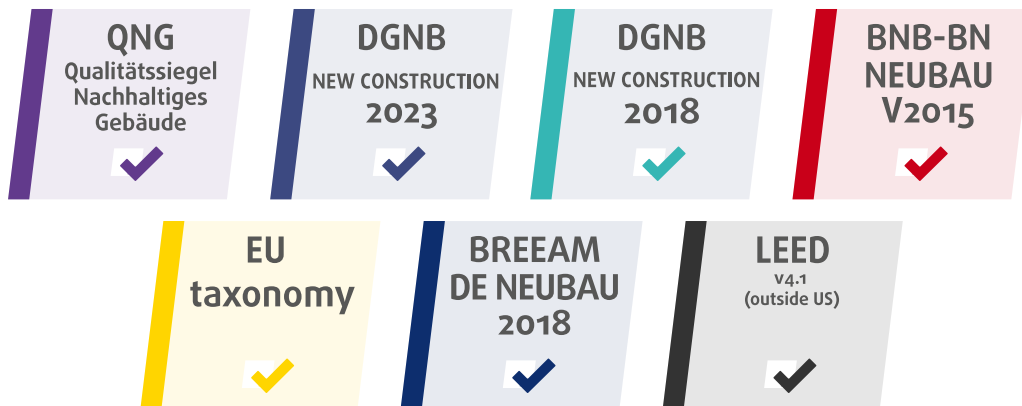 QNG
Qualitätssiegel
Nachhaltiges
Gebäude
DGNB
NEW CONSTRUCTION
2023
DGNB
NEW CONSTRUCTION
2018
BNB-BN
NEUBAU
V2015
EU
taxonomy
BREEAM
DE NEUBAU
2018
LEED
v4.1
(outside US)